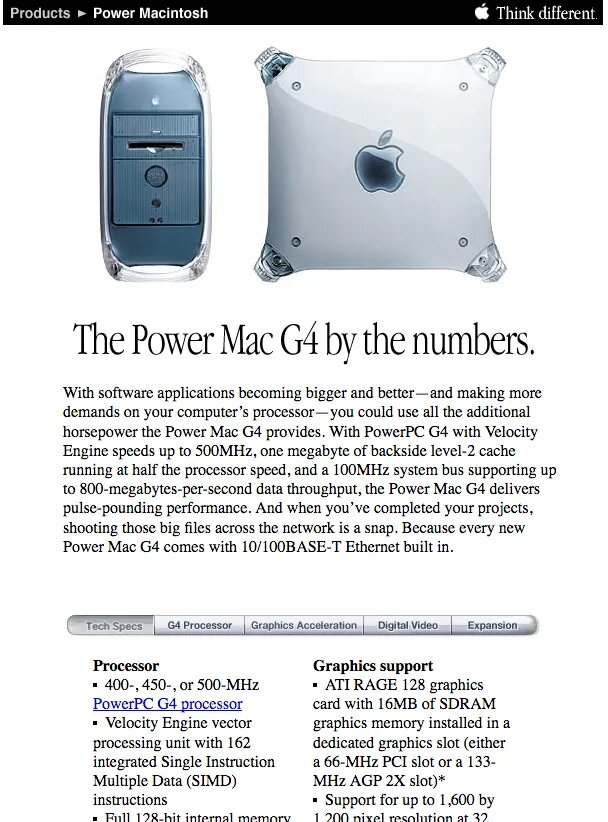 Products ► Power Macintosh
Think different.
The Power Mac G4 by the numbers.
With software applications becoming bigger and better—and making more
demands on your computer’s processor—you could use all the additional
horsepower the Power Mac G4 provides. With PowerPC G4 with Velocity
Engine speeds up to 500MHz, one megabyte of backside level-2 cache
running at half the processor speed, and a 100MHz system bus supporting up
to 800-megabytes-per-second data throughput, the Power Mac G4 delivers
pulse-pounding performance. And when you’ve completed your projects,
shooting those big files across the network is a snap. Because every new
Power Mac G4 comes with 10/100BASE-T Ethernet built in.
Tech Specs
G4 Processor
Graphics Acceleration
Digital Video
Expansion
Processor
▪ 400-, 450-, or 500-MHz
PowerPC G4 processor
▪ Velocity Engine vector
processing unit with 162
integrated Single Instruction
Multiple Data (SIMD)
instructions
▪ Full 128-bit internal memory
Graphics support
▪ ATI RAGE 128 graphics
card with 16MB of SDRAM
graphics memory installed in a
dedicated graphics slot (either
a 66-MHz PCI slot or a 133-
MHz AGP 2X slot)*
▪ Support for up to 1,600 by
1,200 pixel resolution at 32